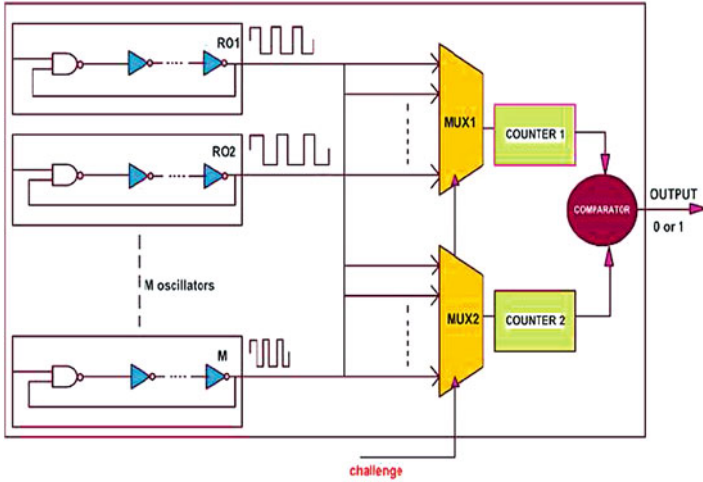 RO1
RO2
M oscillators
M
MUX1
COUNTER 1
COMPARATOR
OUTPUT
0 or 1
MUX2
COUNTER 2
challenge